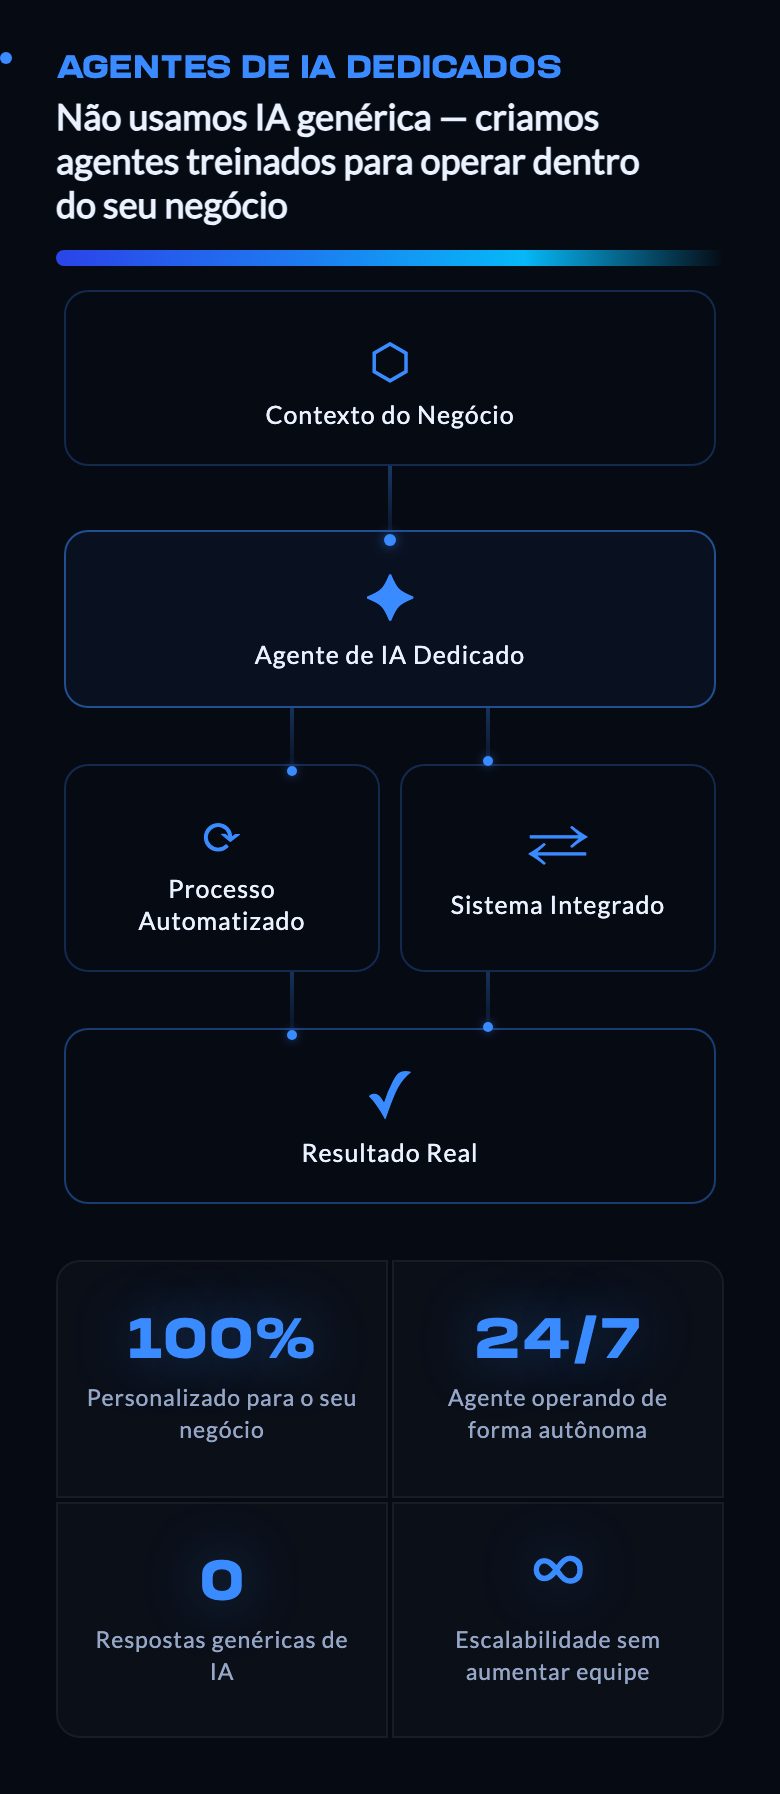 AGENTES DE IA DEDICADOS
Não usamos IA genérica — criamos
agentes treinados para operar dentro
do seu negócio
Contexto do Negócio
Agente de IA Dedicado
Processo
Automatizado
Sistema Integrado
Resultado Real
100%
Personalizado para o seu
negócio
24/7
Agente operando de
forma autônoma
0
Respostas genéricas de
IA
∞
Escalabilidade sem
aumentar equipe